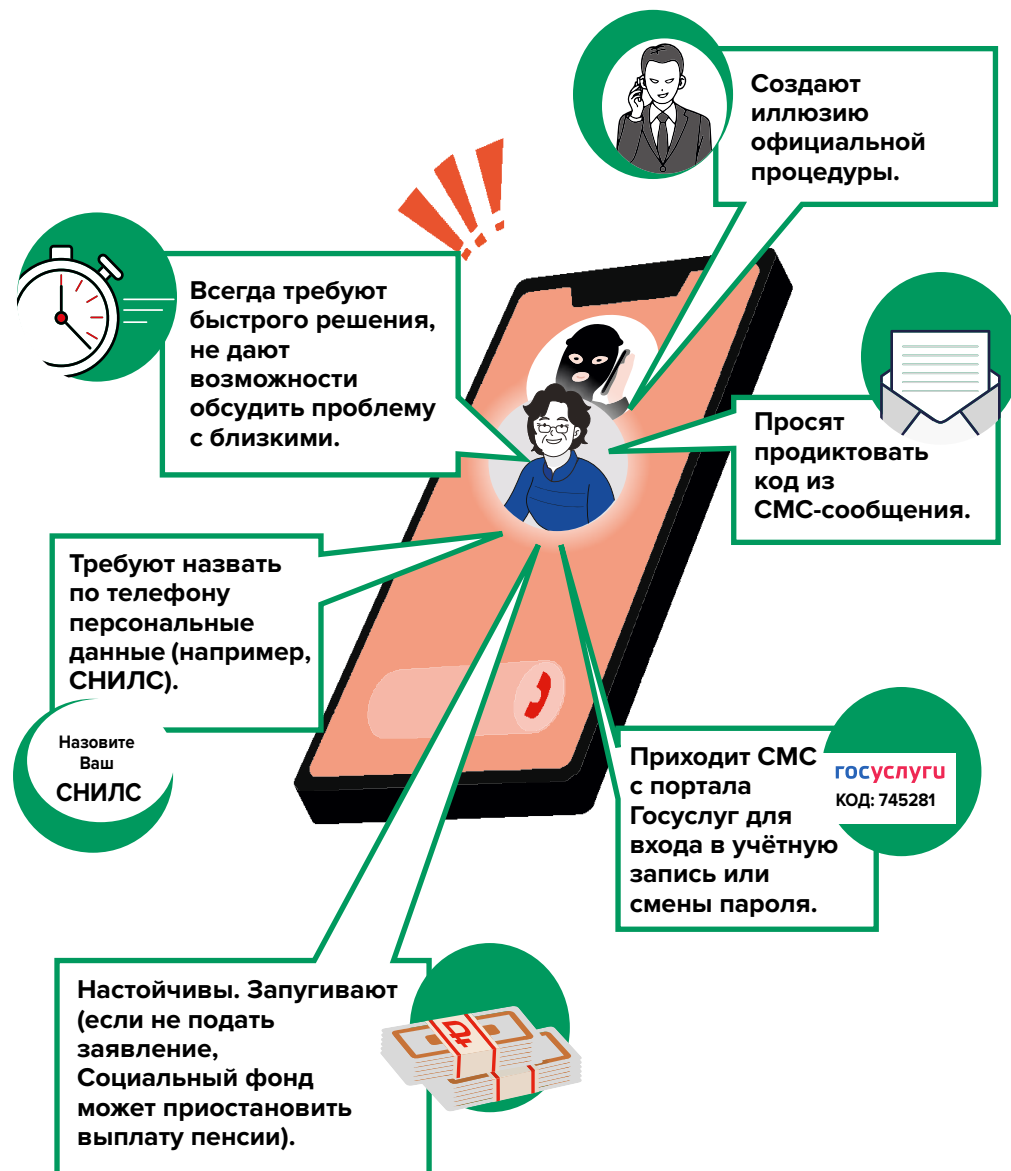 Создают
иллюзию
официальной
процедуры.
Всегда требуют
быстрого решения,
не дают
возможности
обсудить проблему
с близкими.
Просят
продиктовать
код из
СМС-сообщения.
Требуют назвать
по телефону
персональные
данные (например,
СНИЛС).
Назовите
Ваш
СНИЛС
Приходит СМС
с портала
Госуслуг для
входа в учётную
запись или
смены пароля.
госуслуги
КОД: 745281
Настойчивы. Запугивают
(если не подать
заявление,
Социальный фонд
может приостановить
выплату пенсии).